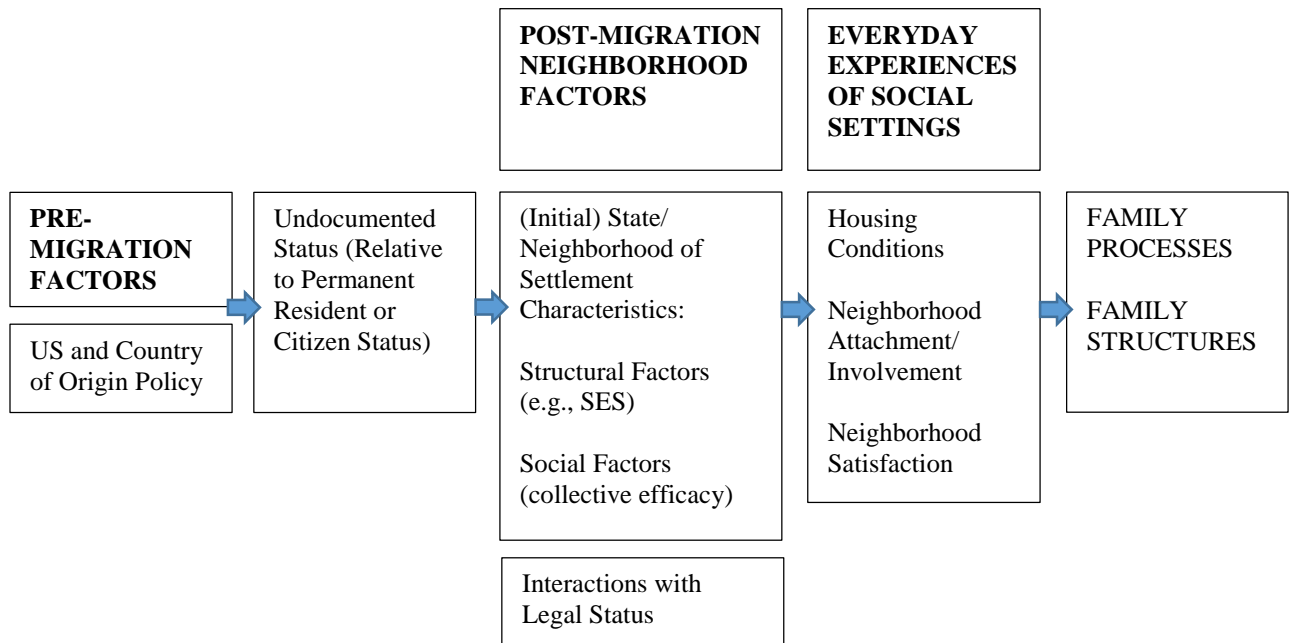 POST-MIGRATION
NEIGHBORHOOD
FACTORS
EVERYDAY
EXPERIENCES
OF SOCIAL
SETTINGS
PRE-
MIGRATION
FACTORS
US and Country
of Origin Policy
Undocumented
Status (Relative
to Permanent
Resident or
Citizen Status)
(Initial) State/
Neighborhood of
Settlement
Characteristics:
Structural Factors
(e.g., SES)
Social Factors
(collective efficacy)
Interactions with
Legal Status
Housing
Conditions
Neighborhood
Attachment/
Involvement
Neighborhood
Satisfaction
FAMILY
PROCESSES
FAMILY
STRUCTURES